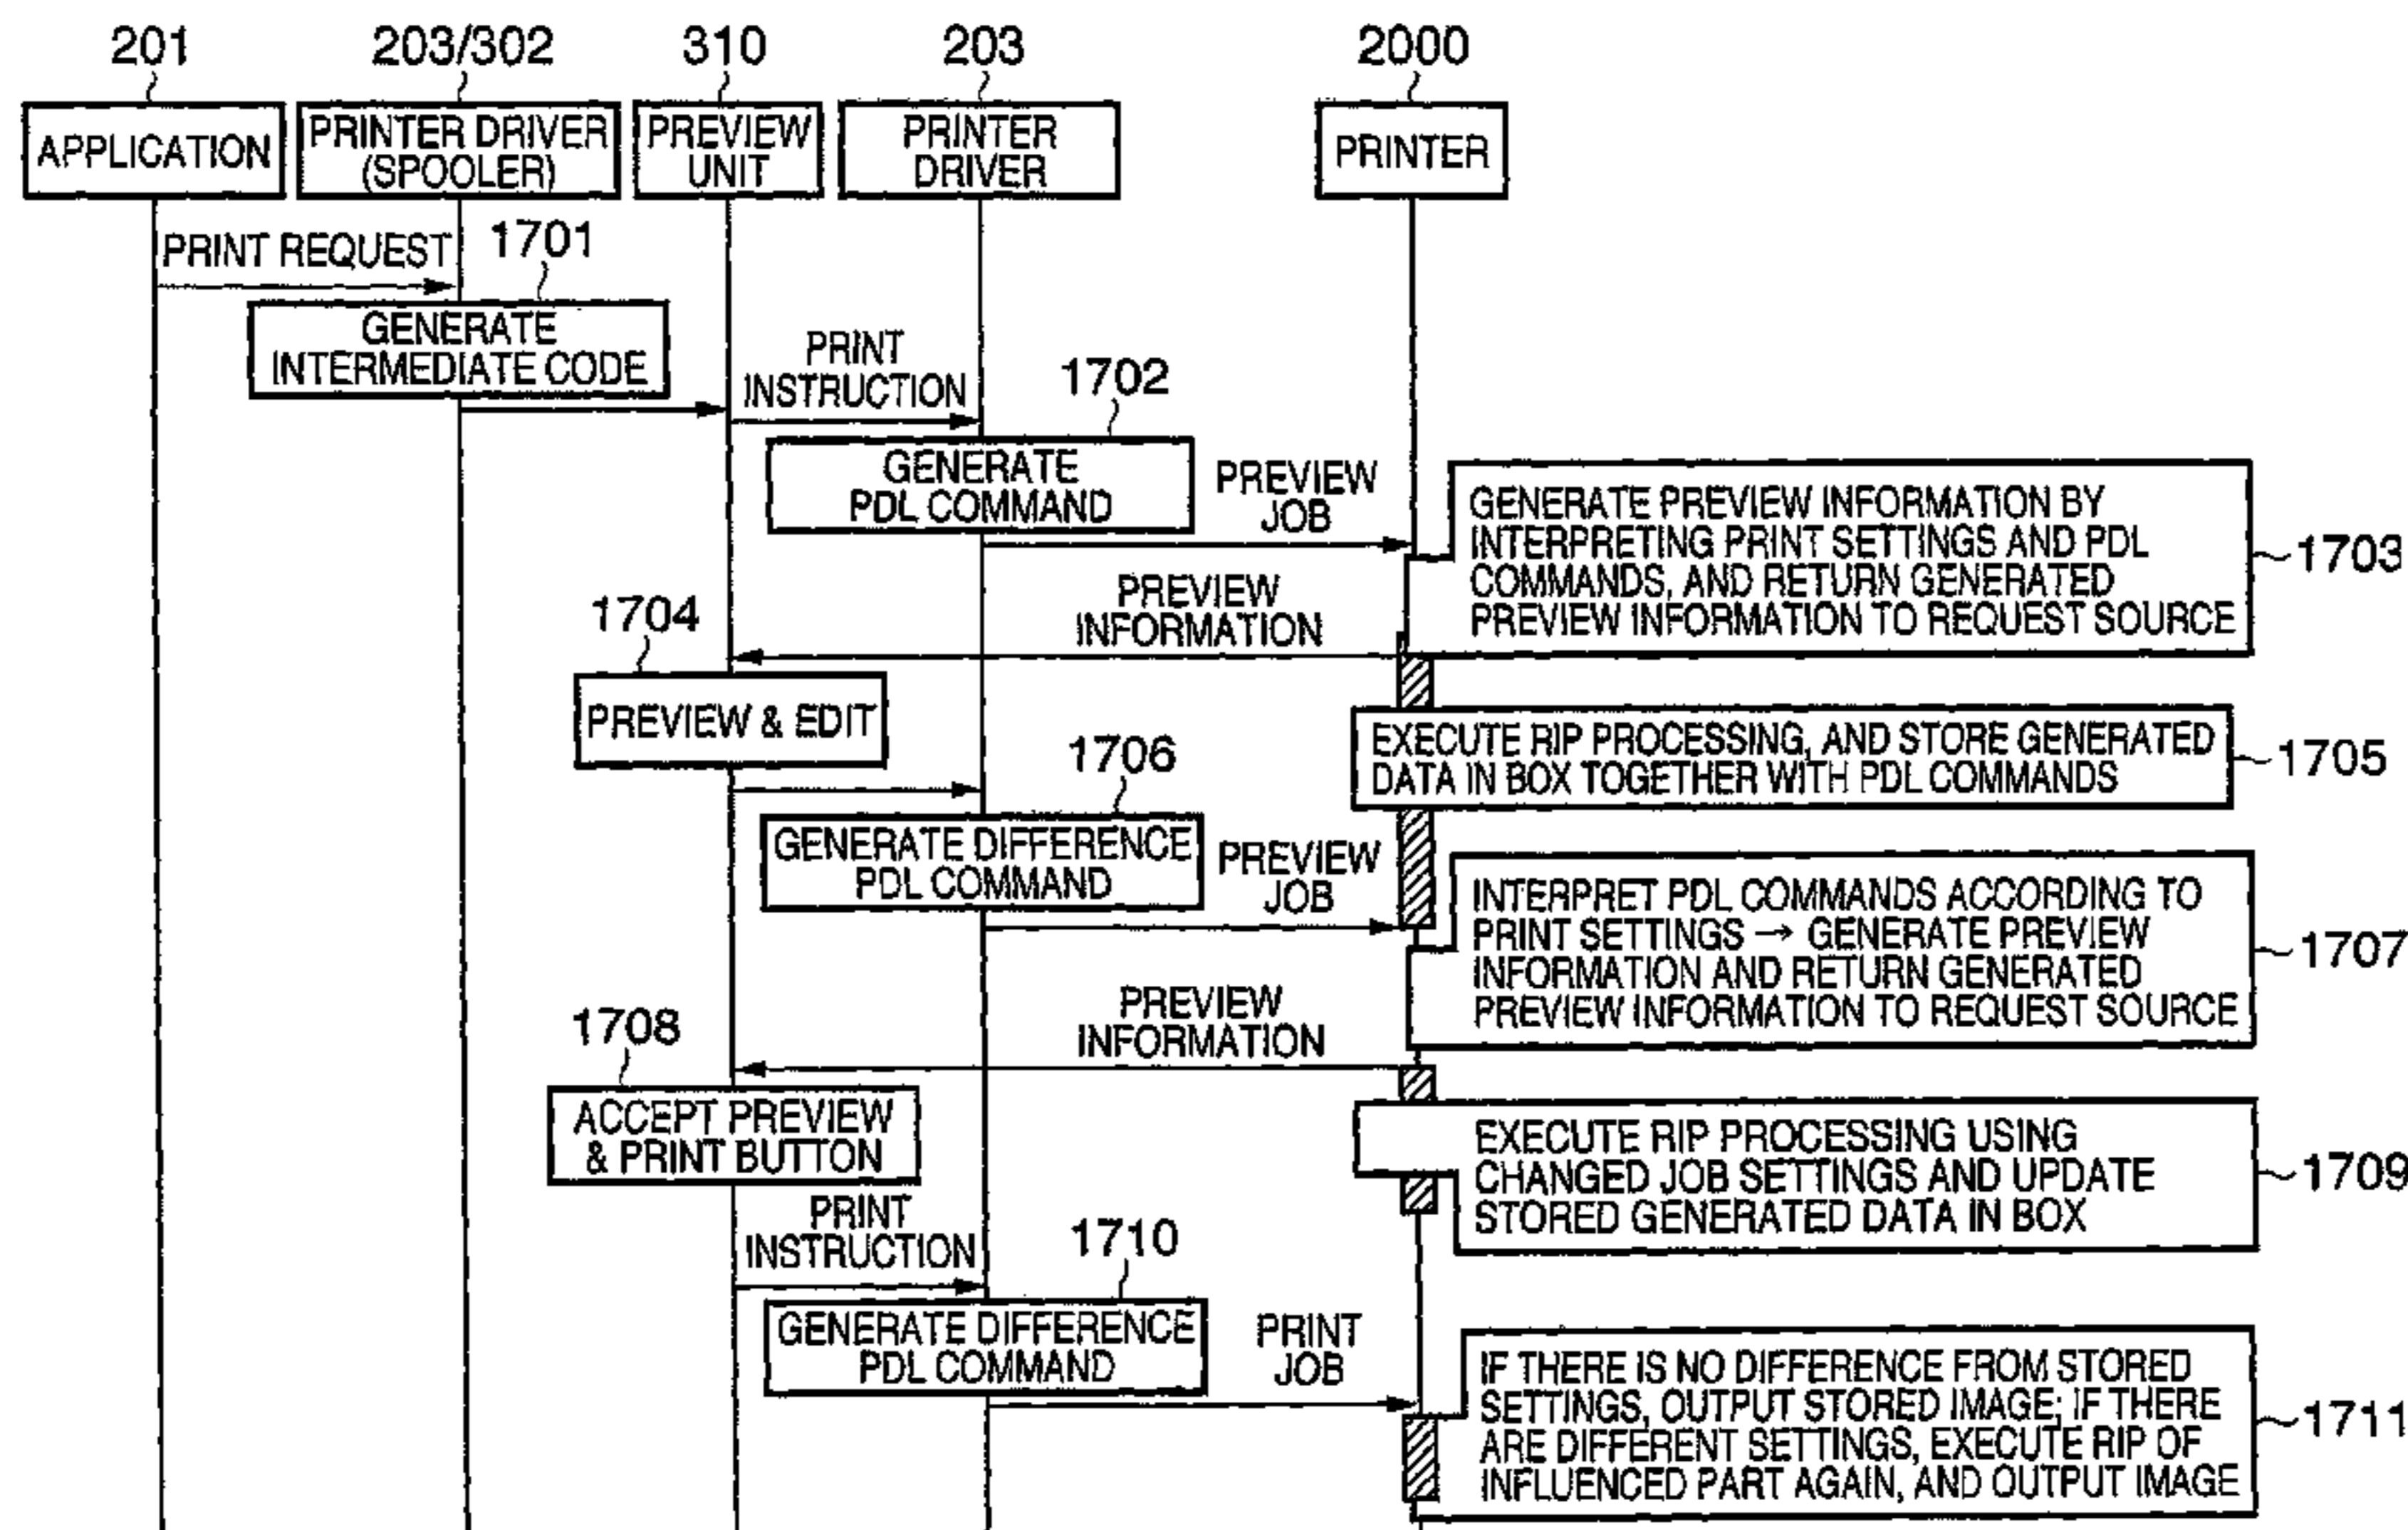 201
203/302
310
203
2000
APPLICATION
PRINTER DRIVER
(SPOOLER)
PREVIEW
UNIT
PRINTER
DRIVER
PRINTER
PRINT REQUEST
1701
GENERATE
INTERMEDIATE CODE
PRINT
INSTRUCTION
1702
GENERATE
PDL COMMAND
PREVIEW
JOB
GENERATE PREVIEW INFORMATION BY
INTERPRETING PRINT SETTINGS AND PDL
COMMANDS, AND RETURN GENERATED
PREVIEW INFORMATION TO REQUEST SOURCE
1703
PREVIEW
INFORMATION
1704
PREVIEW & EDIT
EXECUTE RIP PROCESSING, AND STORE GENERATED
DATA IN BOX TOGETHER WITH PDL COMMANDS
1705
1706
GENERATE DIFFERENCE
PDL COMMAND
PREVIEW
JOB
INTERPRET PDL COMMANDS ACCORDING TO
PRINT SETTINGS → GENERATE PREVIEW
INFORMATION AND RETURN GENERATED
PREVIEW INFORMATION TO REQUEST SOURCE
1707
PREVIEW
INFORMATION
1708
ACCEPT PREVIEW
& PRINT BUTTON
EXECUTE RIP PROCESSING USING
CHANGED JOB SETTINGS AND UPDATE
STORED GENERATED DATA IN BOX
1709
PRINT
INSTRUCTION
1710
GENERATE DIFFERENCE
PDL COMMAND
PRINT
JOB
IF THERE IS NO DIFFERENCE FROM STORED
SETTINGS, OUTPUT STORED IMAGE; IF THERE
ARE DIFFERENT SETTINGS, EXECUTE RIP OF
INFLUENCED PART AGAIN, AND OUTPUT IMAGE
1711